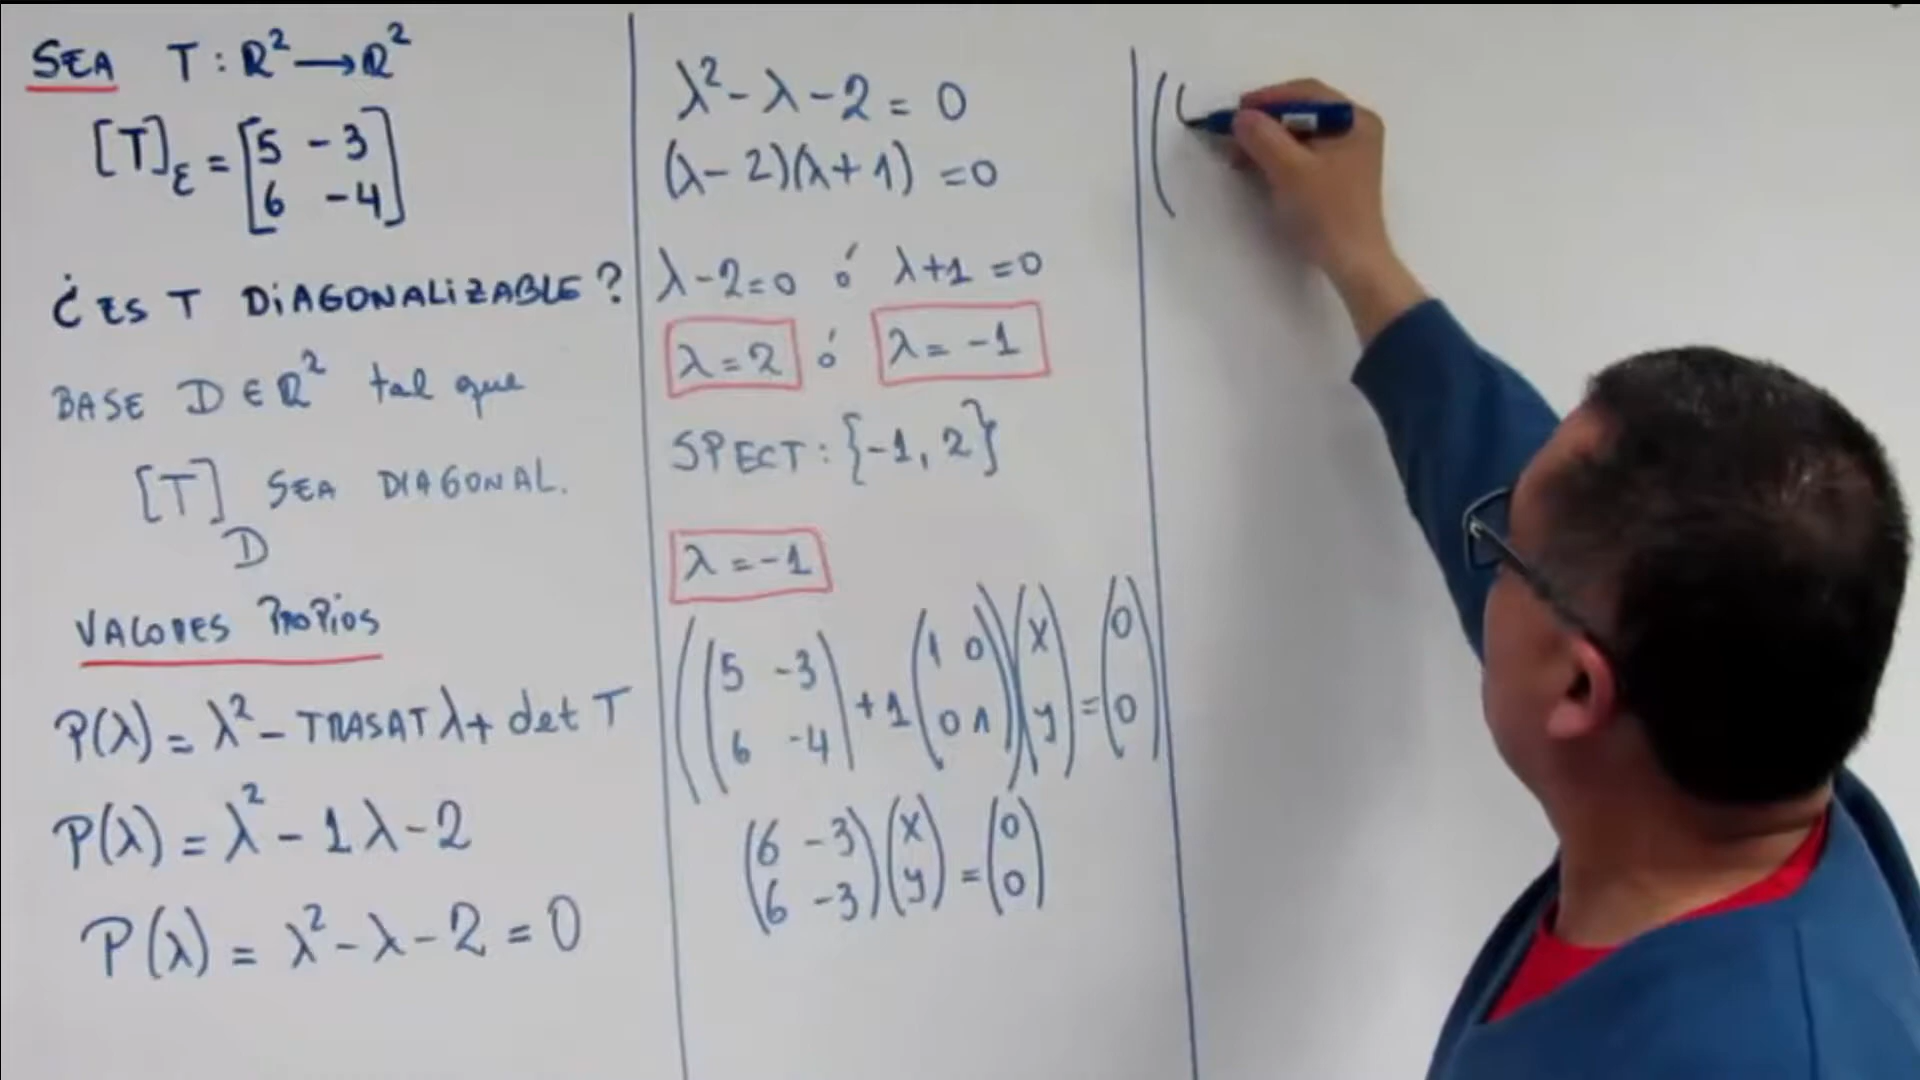 SEA T: ℝ² → ℝ²
[T]ε = [5 -3
6 -4]
¿ES T DIAGONALIZABLE?
BASE D ∈ ℝ² tal que
[T]D SEA DIAGONAL.
VALORES PROPIOS
P(λ) = λ² - TRASAT λ + det T
P(λ) = λ² - 1λ - 2
P(λ) = λ² - λ - 2 = 0
λ² - λ - 2 = 0
(λ - 2)(λ + 1) = 0
λ - 2 = 0 ó λ + 1 = 0
λ = 2 ó λ = -1
SPECT: {-1, 2}
λ = -1
((5 -3) + 1 (1 0)) (x) = (0)
((6 -4) (0 1)) (y) (0)
(6 -3) (x) = (0)
(6 -3) (y) (0)